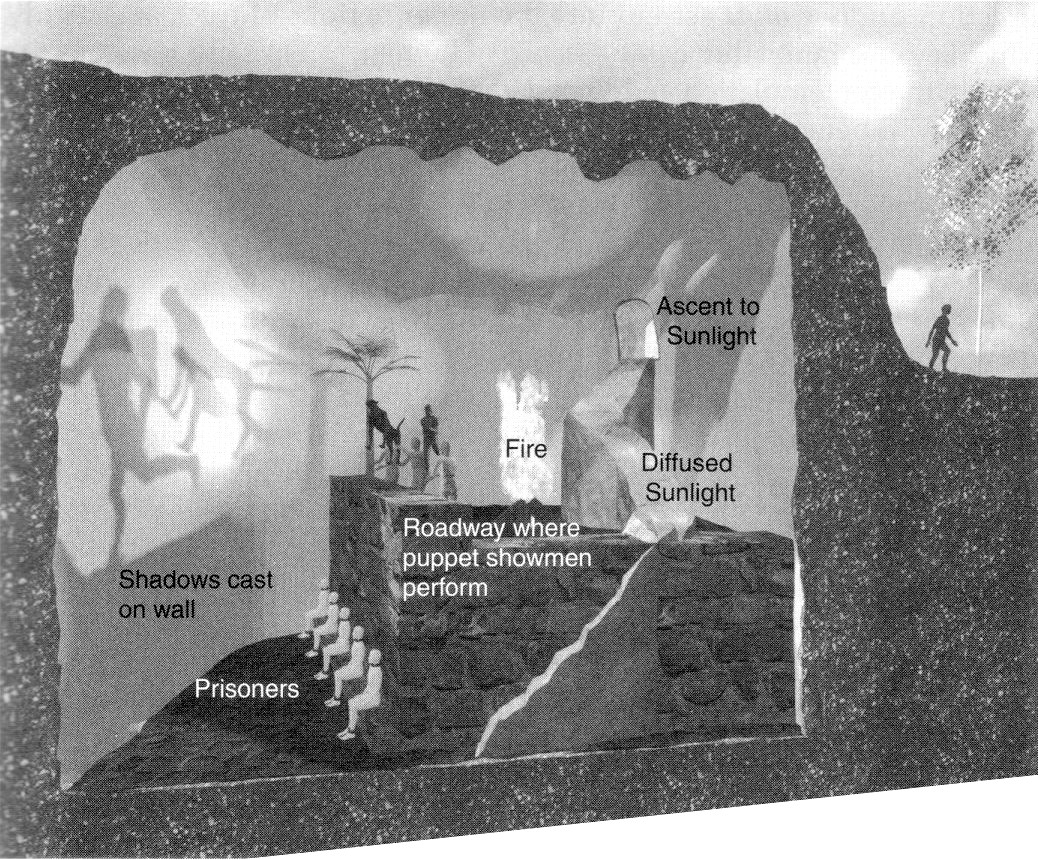 Ascent to
Sunlight
Fire
Diffused
Sunlight
Roadway where
puppet showmen
perform
Shadows cast
on wall
Prisoners